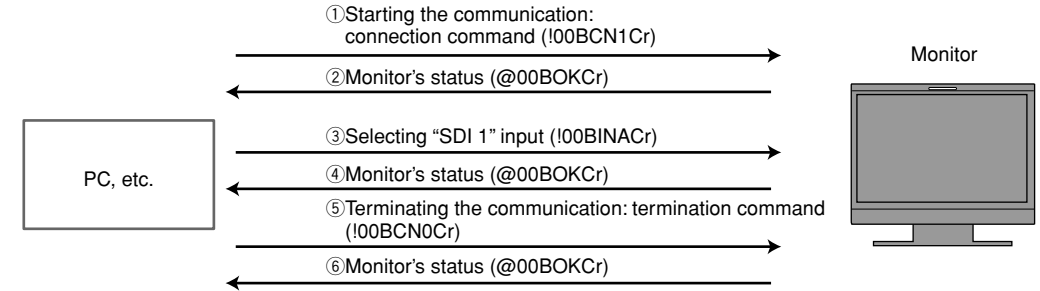 ①Starting the communication:
connection command (!00BCN1Cr)
Monitor
②Monitor's status (@00BOKCr)
③Selecting “SDI 1” input (!00BINACr)
PC, etc.
④Monitor's status (@00BOKCr)
⑤Terminating the communication: termination command
(!00BCN0Cr)
⑥Monitor's status (@00BOKCr)